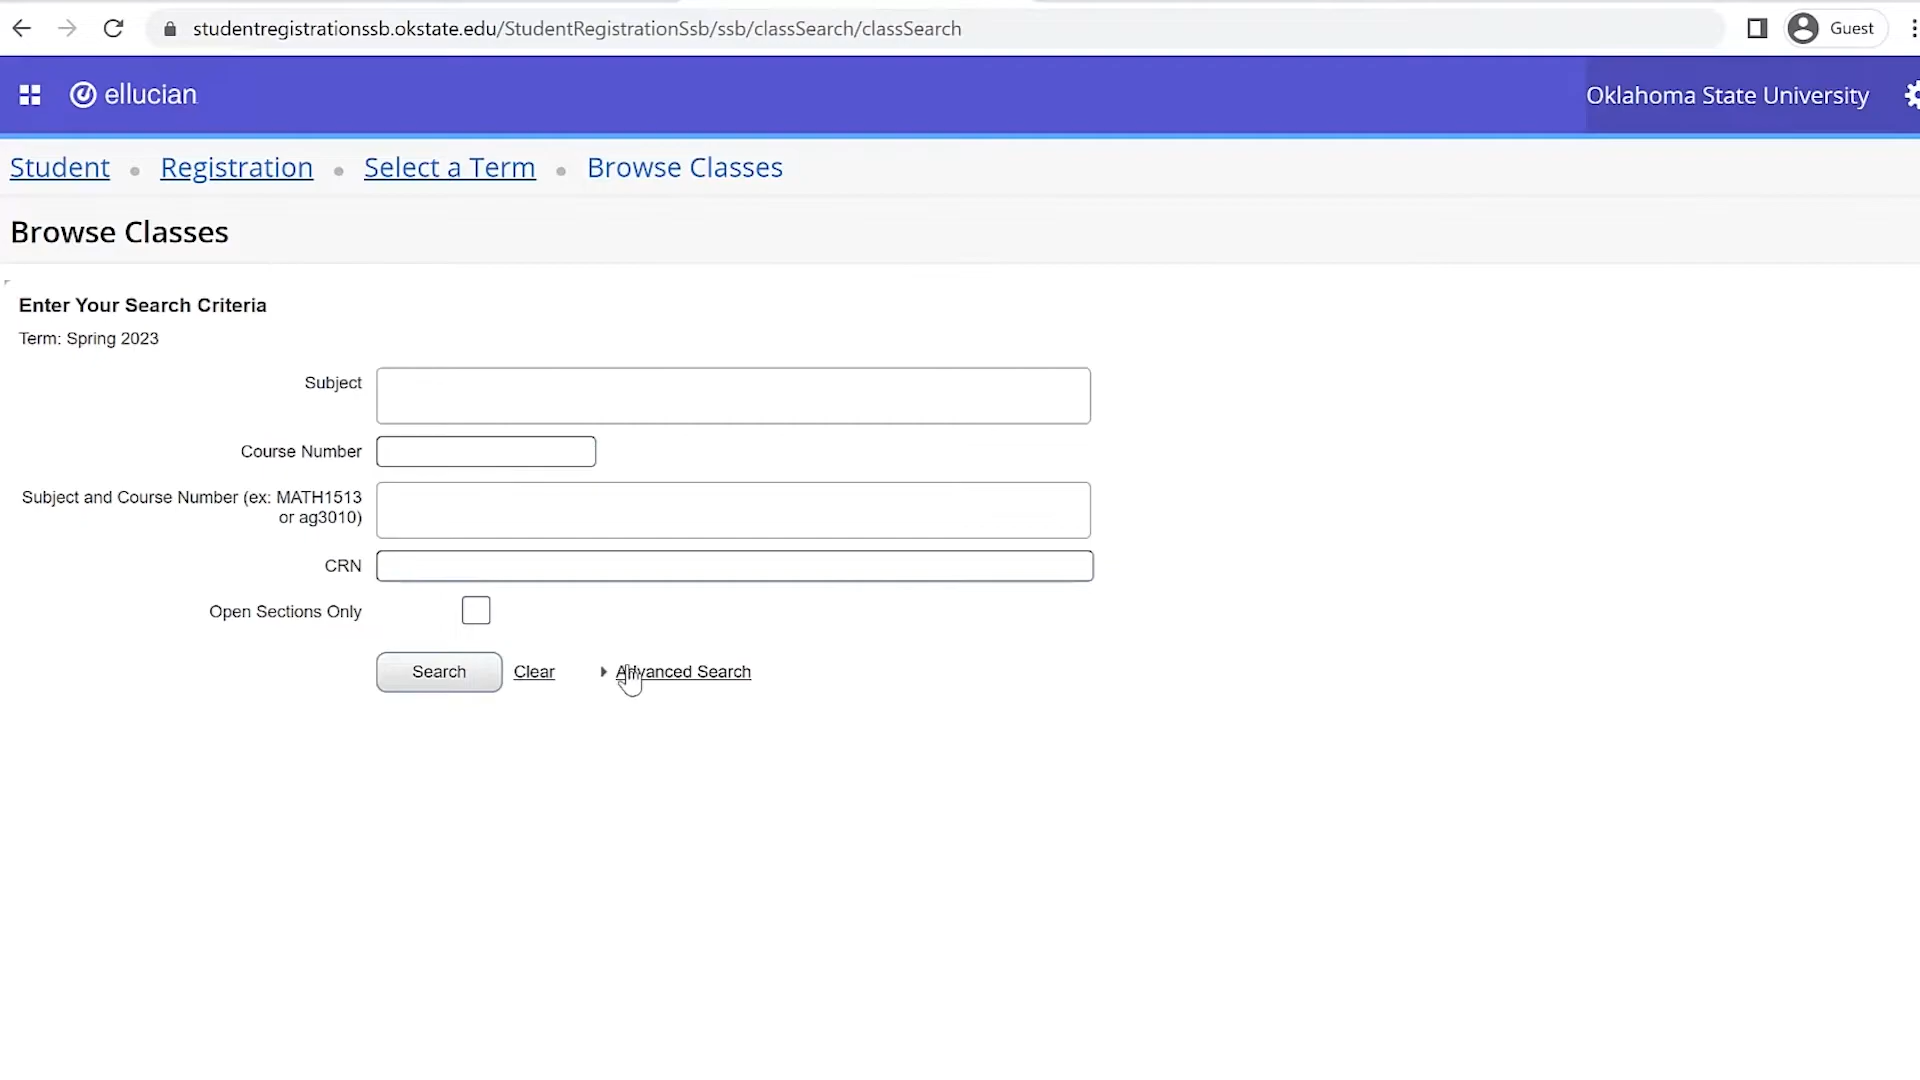 studentregistrationssb.okstate.edu/StudentRegistrationSsb/ssb/classSearch/classSearch
Guest
ellucian
Oklahoma State University
Student • Registration • Select a Term • Browse Classes
Browse Classes
Enter Your Search Criteria
Term: Spring 2023
Subject
Course Number
Subject and Course Number (ex: MATH1513
or ag3010)
CRN
Open Sections Only
Search Clear Advanced Search